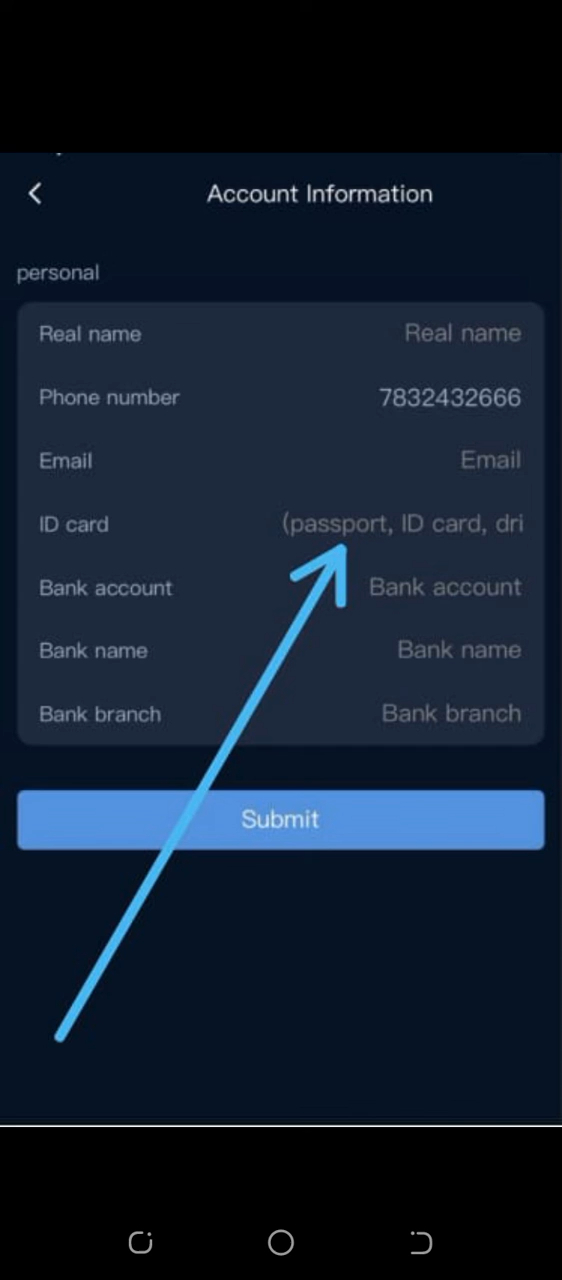 Account Information
personal
Real name Real name
Phone number 7832432666
Email Email
ID card (passport, ID card, dri
Bank account Bank account
Bank name Bank name
Bank branch Bank branch
Submit